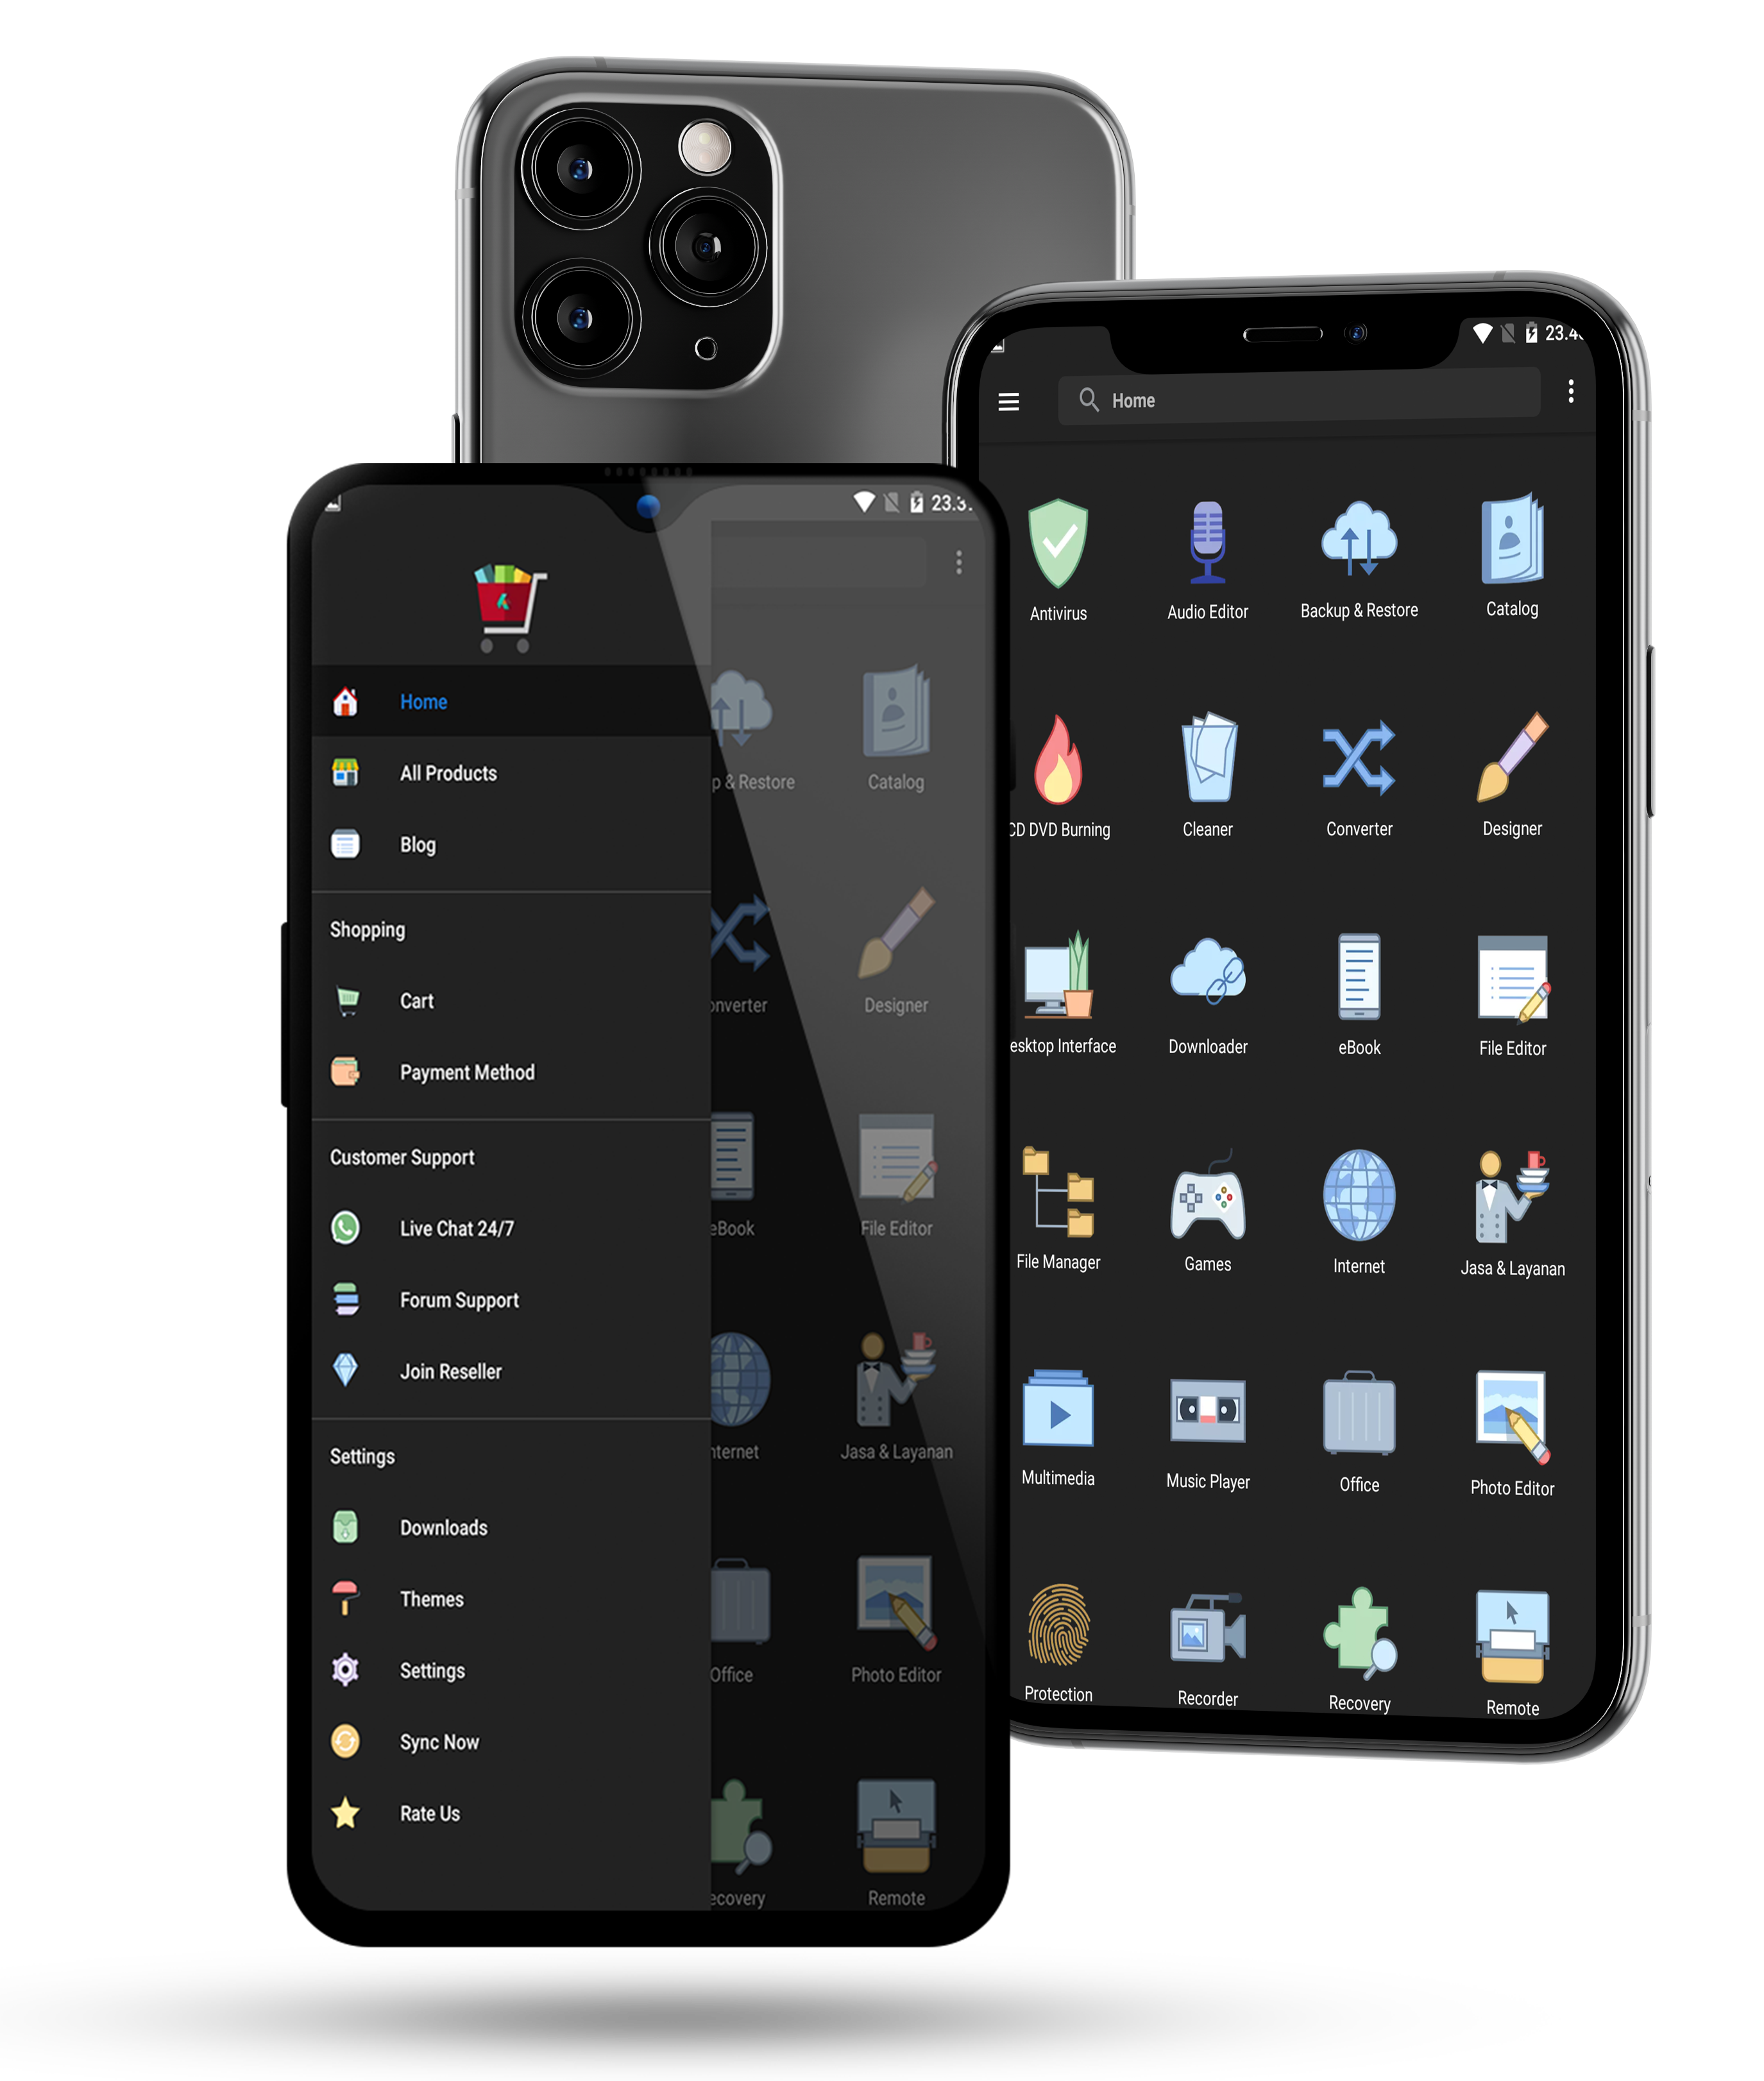 23.3
Home
All Products
Blog
Shopping
Cart
Payment Method
Customer Support
Live Chat 24/7
Forum Support
Join Reseller
Settings
Downloads
Themes
Settings
Sync Now
Rate Us
p & Restore
Catalog
onverter
Designer
eBook
File Editor
nternet
Jasa & Layanan
Office
Photo Editor
ecovery
Remote
23.4
Home
Antivirus
Audio Editor
Backup & Restore
Catalog
CD DVD Burning
Cleaner
Converter
Designer
esktop Interface
Downloader
eBook
File Editor
File Manager
Games
Internet
Jasa & Layanan
Multimedia
Music Player
Office
Photo Editor
Protection
Recorder
Recovery
Remote